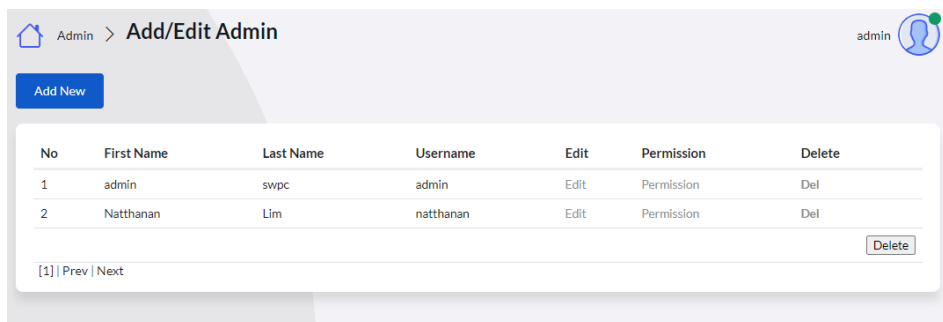 Admin > Add/Edit Admin admin
Add New
No First Name Last Name Username Edit Permission Delete
1 admin swpc admin Edit Permission Del
2 Natthanan Lim natthanan Edit Permission Del
Delete
[1] | Prev | Next